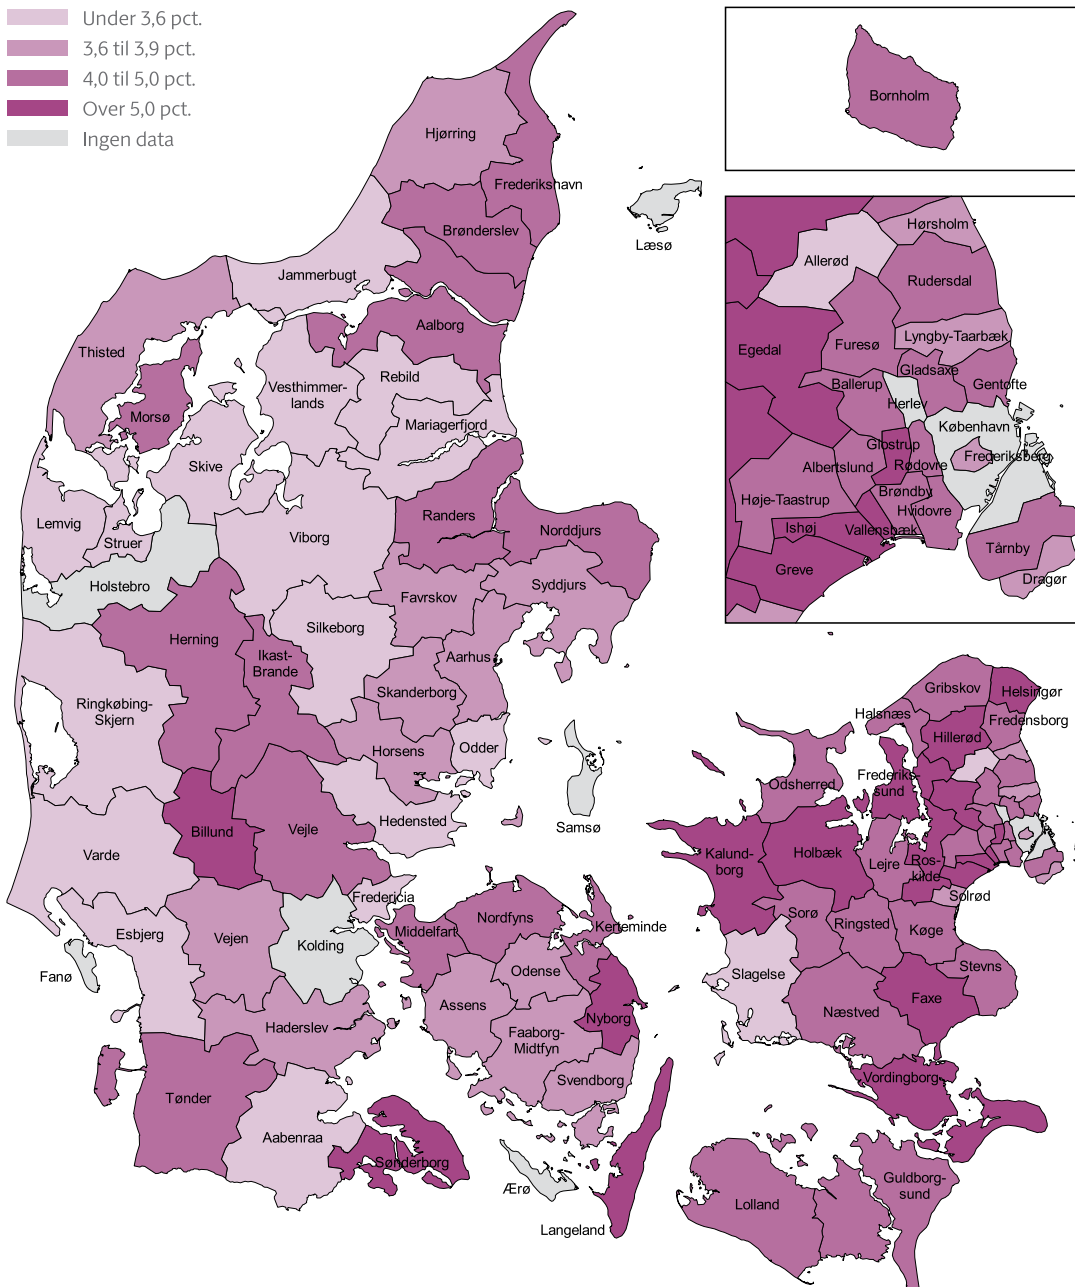 Under 3,6 pct.
3,6 til 3,9 pct.
4,0 til 5,0 pct.
Over 5,0 pct.
Ingen data
Hjørring
Frederikshavn
Brønderslev
Læsø
Jammerbugt
Aalborg
Thisted
Rebild
Vesthimmer-
lands
Morsø
Mariagerfjord
Skive
Lemvig
Struer
Viborg
Randers
Norddjurs
Holstebro
Syddjurs
Favrskov
Herning
Silkeborg
Ikast-
Brande
Aarhus
Skanderborg
Ringkøbing-
Skjern
Horsens
Odder
Samsø
Billund
Vejle
Hedensted
Varde
Fredericia
Esbjerg
Vejen
Kolding
Fanø
Middelfart
Nordfyns
Kerteminde
Odense
Assens
Nyborg
Haderslev
Faaborg-
Midtfyn
Svendborg
Tønder
Aabenraa
Sønderborg
Ærø
Langeland
Bornholm
Hørsholm
Allerød
Rudersdal
Egedal
Furesø
Lyngby-Taarbæk
Gladsaxe
Ballerup
Gentofte
Herlev
København
Glostrup
Frederiksberg
Albertslund
Rødovre
Høje-Taastrup
Brøndby
Hvidovre
Ishøj
Vallensbæk
Tårnby
Greve
Dragør
Gribskov
Helsingør
Halsnæs
Fredensborg
Hillerød
Odsherred
Frederiks-
sund
Kalund-
borg
Holbæk
Lejre
Ros-
kilde
Solrød
Sorø
Ringsted
Køge
Slagelse
Stevns
Næstved
Faxe
Vordingborg
Guldborg-
sund
Lolland